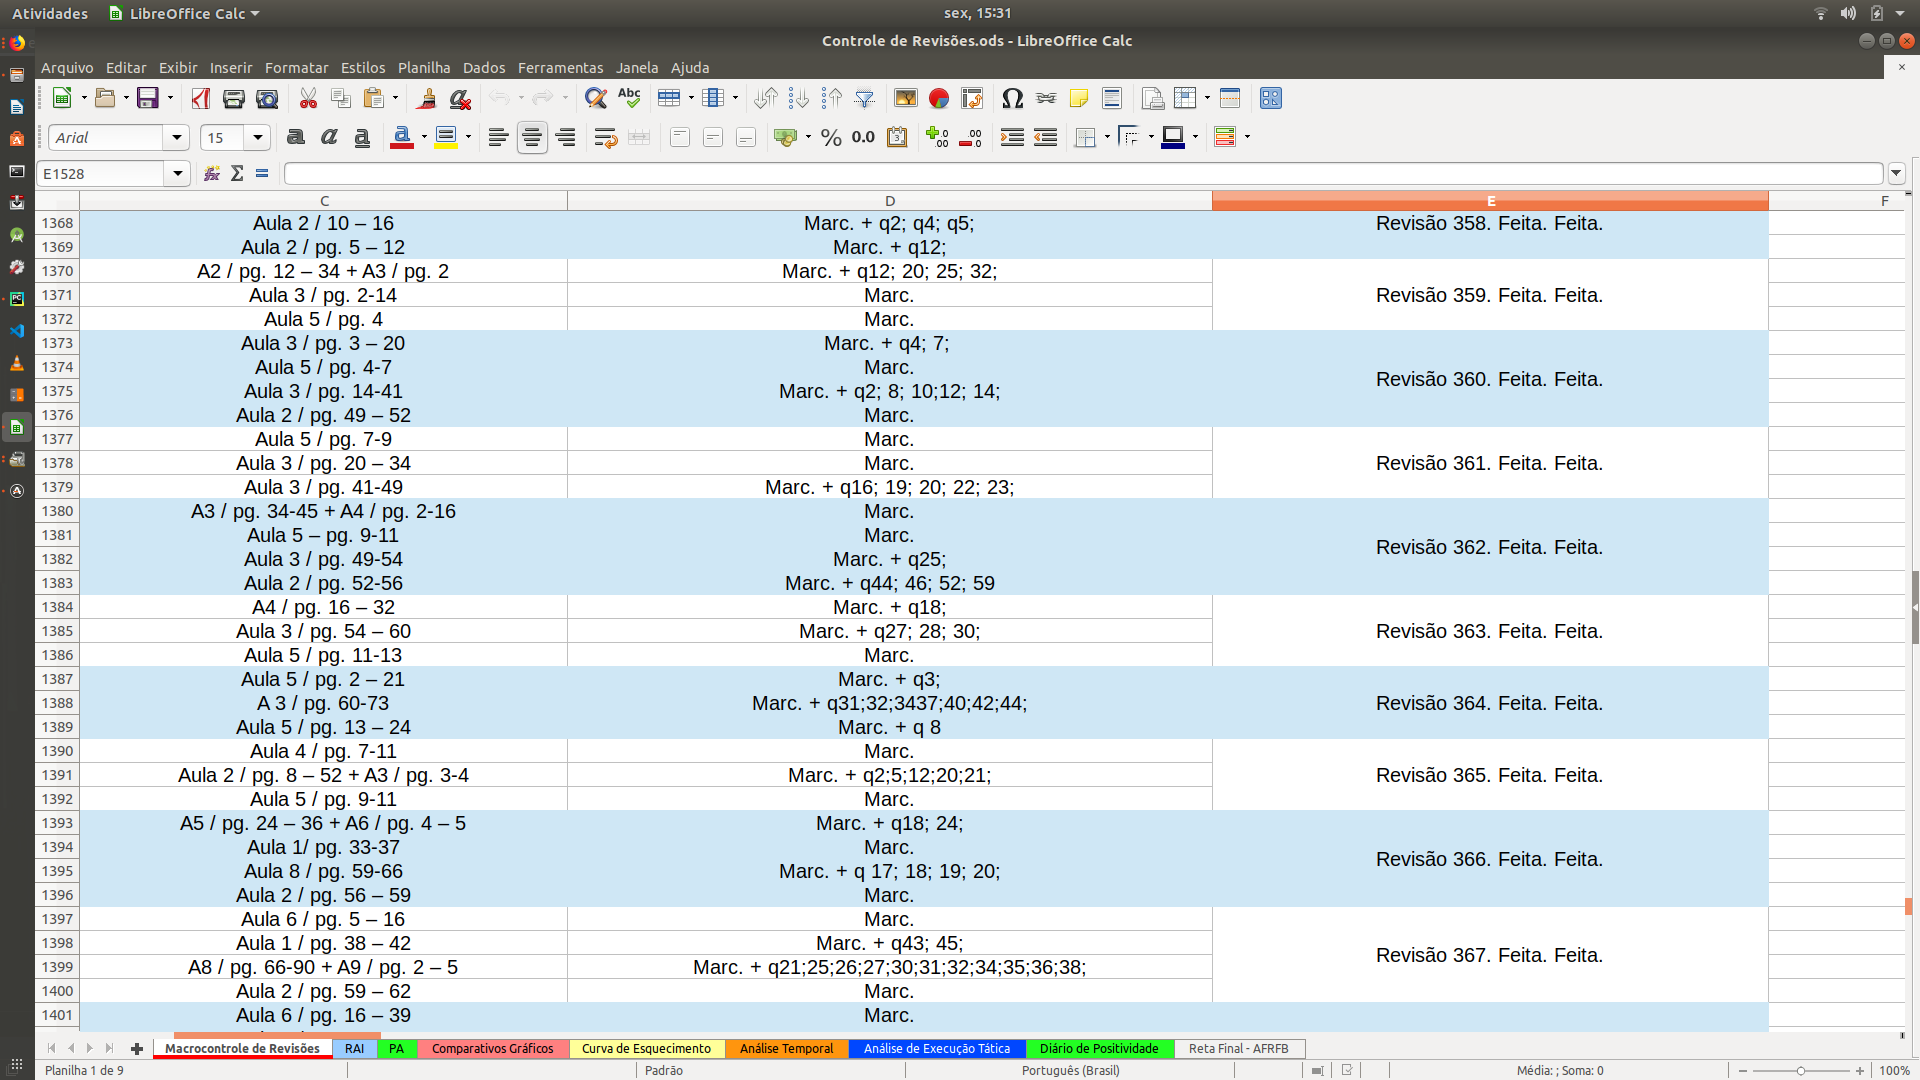 Atividades LibreOffice Calc sex, 15:31
Controle de Revisões.ods - LibreOffice Calc
Arquivo Editar Exibir Inserir Formatar Estilos Planilha Dados Ferramentas Janela Ajuda
Arial 15
E1528
C D E F
1368 Aula 2 / 10 – 16 Marc. + q2; q4; q5; Revisão 358. Feita. Feita.
1369 Aula 2 / pg. 5 – 12 Marc. + q12;
1370 A2 / pg. 12 – 34 + A3 / pg. 2 Marc. + q12; 20; 25; 32;
1371 Aula 3 / pg. 2-14 Marc. Revisão 359. Feita. Feita.
1372 Aula 5 / pg. 4 Marc.
1373 Aula 3 / pg. 3 – 20 Marc. + q4; 7;
1374 Aula 5 / pg. 4-7 Marc. Revisão 360. Feita. Feita.
1375 Aula 3 / pg. 14-41 Marc. + q2; 8; 10;12; 14;
1376 Aula 2 / pg. 49 – 52 Marc.
1377 Aula 5 / pg. 7-9 Marc.
1378 Aula 3 / pg. 20 – 34 Marc. Revisão 361. Feita. Feita.
1379 Aula 3 / pg. 41-49 Marc. + q16; 19; 20; 22; 23;
1380 A3 / pg. 34-45 + A4 / pg. 2-16 Marc.
1381 Aula 5 – pg. 9-11 Marc. Revisão 362. Feita. Feita.
1382 Aula 3 / pg. 49-54 Marc. + q25;
1383 Aula 2 / pg. 52-56 Marc. + q44; 46; 52; 59
1384 A4 / pg. 16 – 32 Marc. + q18;
1385 Aula 3 / pg. 54 – 60 Marc. + q27; 28; 30; Revisão 363. Feita. Feita.
1386 Aula 5 / pg. 11-13 Marc.
1387 Aula 5 / pg. 2 – 21 Marc. + q3;
1388 A 3 / pg. 60-73 Marc. + q31;32;3437;40;42;44; Revisão 364. Feita. Feita.
1389 Aula 5 / pg. 13 – 24 Marc. + q 8
1390 Aula 4 / pg. 7-11 Marc.
1391 Aula 2 / pg. 8 – 52 + A3 / pg. 3-4 Marc. + q2;5;12;20;21; Revisão 365. Feita. Feita.
1392 Aula 5 / pg. 9-11 Marc.
1393 A5 / pg. 24 – 36 + A6 / pg. 4 – 5 Marc. + q18; 24;
1394 Aula 1/ pg. 33-37 Marc. Revisão 366. Feita. Feita.
1395 Aula 8 / pg. 59-66 Marc. + q 17; 18; 19; 20;
1396 Aula 2 / pg. 56 – 59 Marc.
1397 Aula 6 / pg. 5 – 16 Marc.
1398 Aula 1 / pg. 38 – 42 Marc. + q43; 45; Revisão 367. Feita. Feita.
1399 A8 / pg. 66-90 + A9 / pg. 2 – 5 Marc. + q21;25;26;27;30;31;32;34;35;36;38;
1400 Aula 2 / pg. 59 – 62 Marc.
1401 Aula 6 / pg. 16 – 39 Marc.
Macrocontrole de Revisões RAI PA Comparativos Gráficos Curva de Esquecimento Análise Temporal Análise de Execução Tática Diário de Positividade Reta Final - AFRFB
Planilha 1 de 9 Padrão Português (Brasil) Média: ; Soma: 0 100%